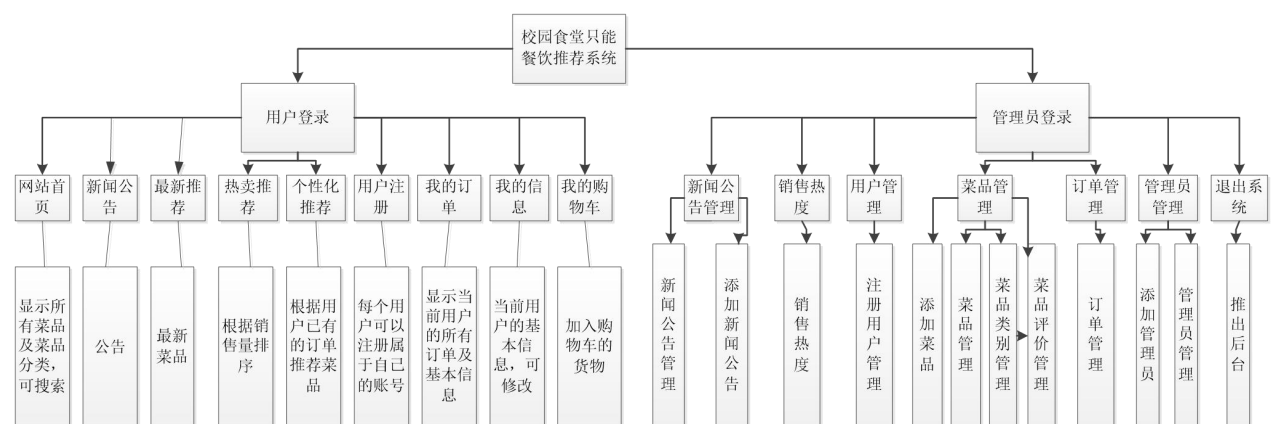 校园食堂只能
餐饮推荐系统
用户登录
管理员登录
网站首
页
新闻公
告
最新推
荐
热卖推
荐
个性化
推荐
用户注
册
我的订
单
我的信
息
我的购
物车
新闻公
告管理
销售热
度
用户管
理
菜品管
理
订单管
理
管理员
管理
退出系
统
显示所
有菜品
及菜品
分类，
可搜索
公告
最新
菜品
根据销
售量排
序
根据用
户已有
的订单
推荐菜
品
每个用
户可以
注册属
于自己
的账号
显示当
前用户
的所有
订单及
基本信
息
当前用
户的基
本信
息，可
修改
加入购
物车的
货物
新闻公告管理
添加新闻公告
销售热度
注册用户管理
添加菜品
菜品管理
菜品类别管理
菜品评价管理
订单管理
添加管理员
管理员管理
推出后台